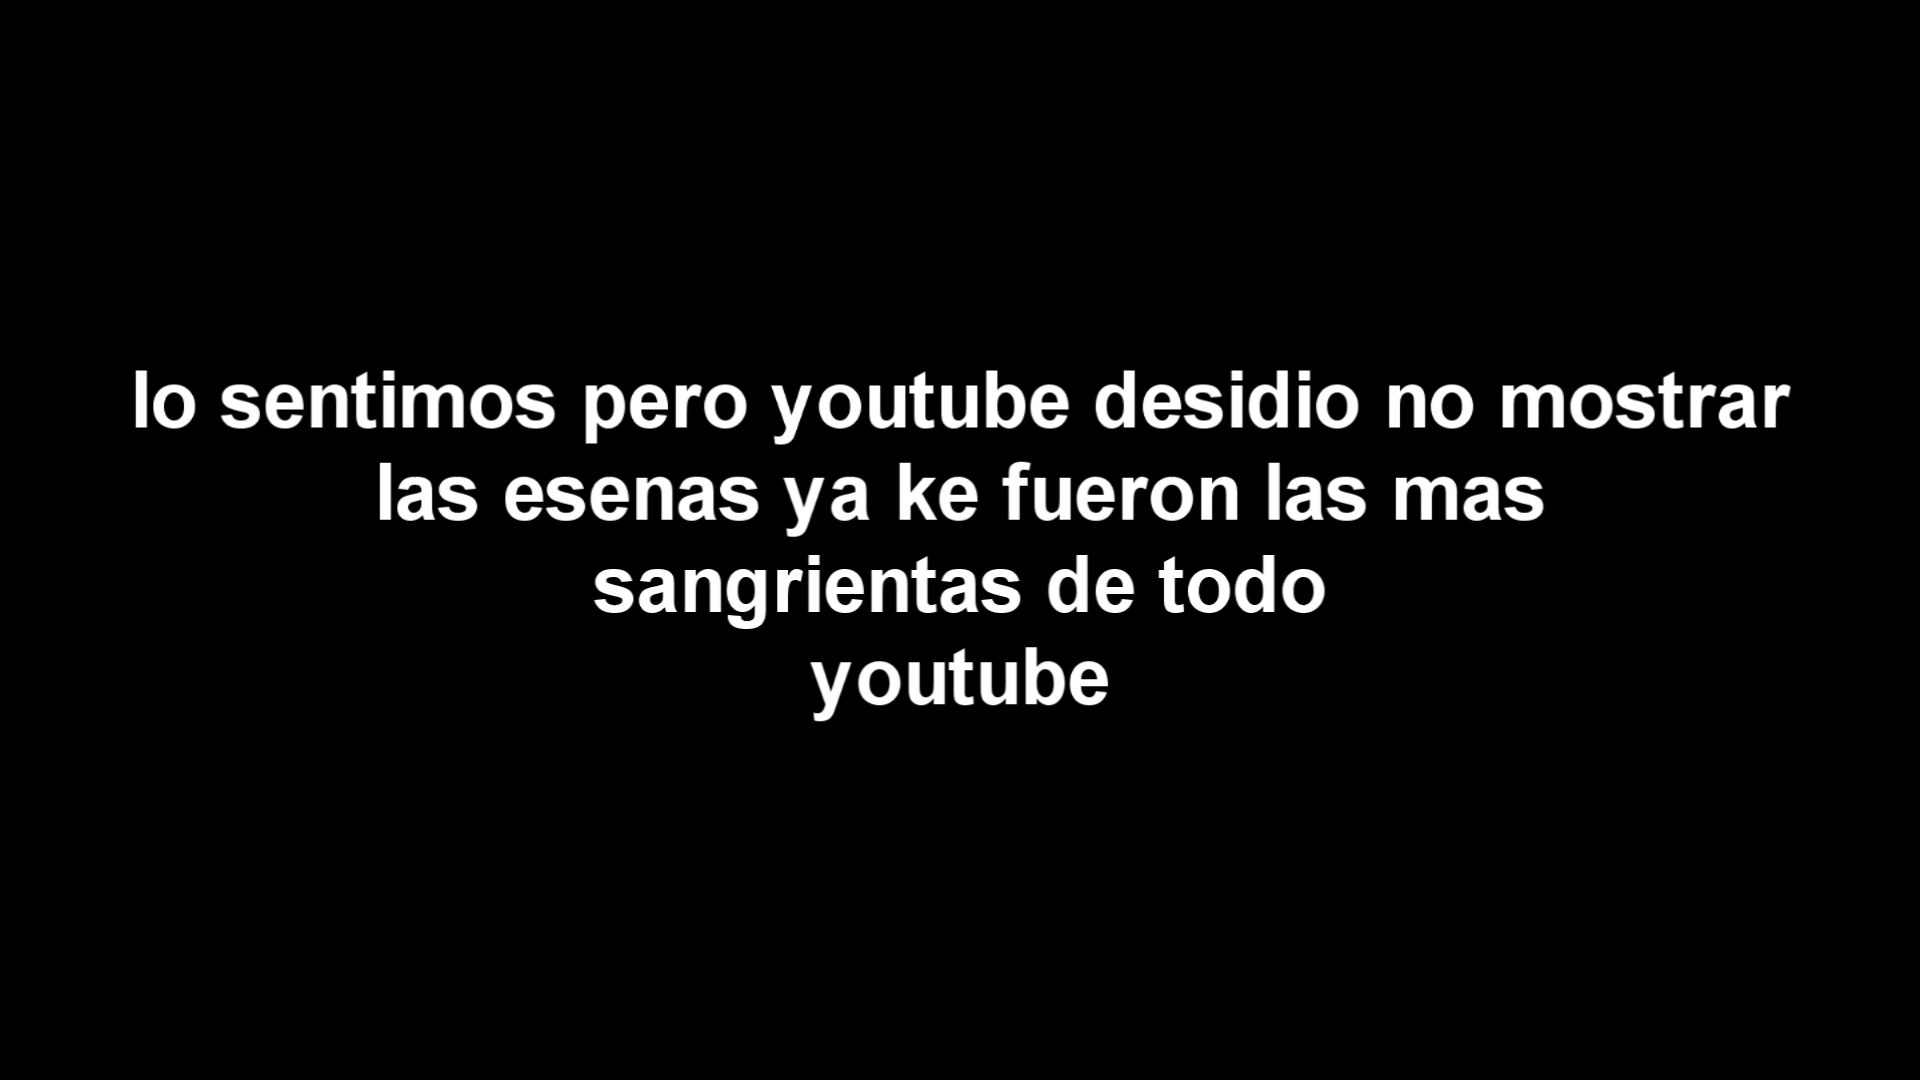 lo sentimos pero youtube desidio no mostrar
las esenas ya ke fueron las mas
sangrientas de todo
youtube